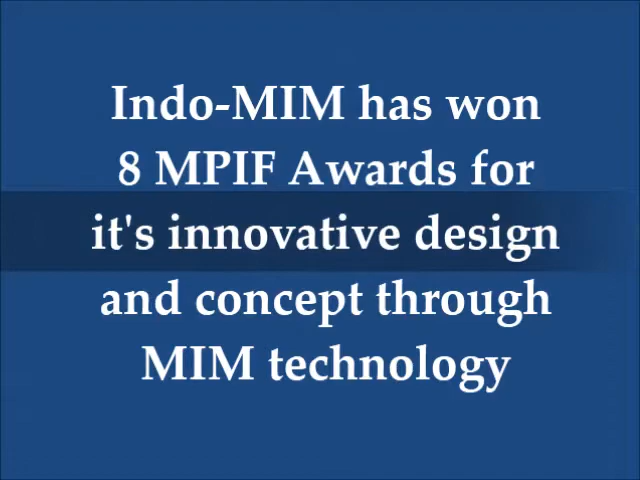 Indo-MIM has won
8 MPIF Awards for
it's innovative design
and concept through
MIM technology